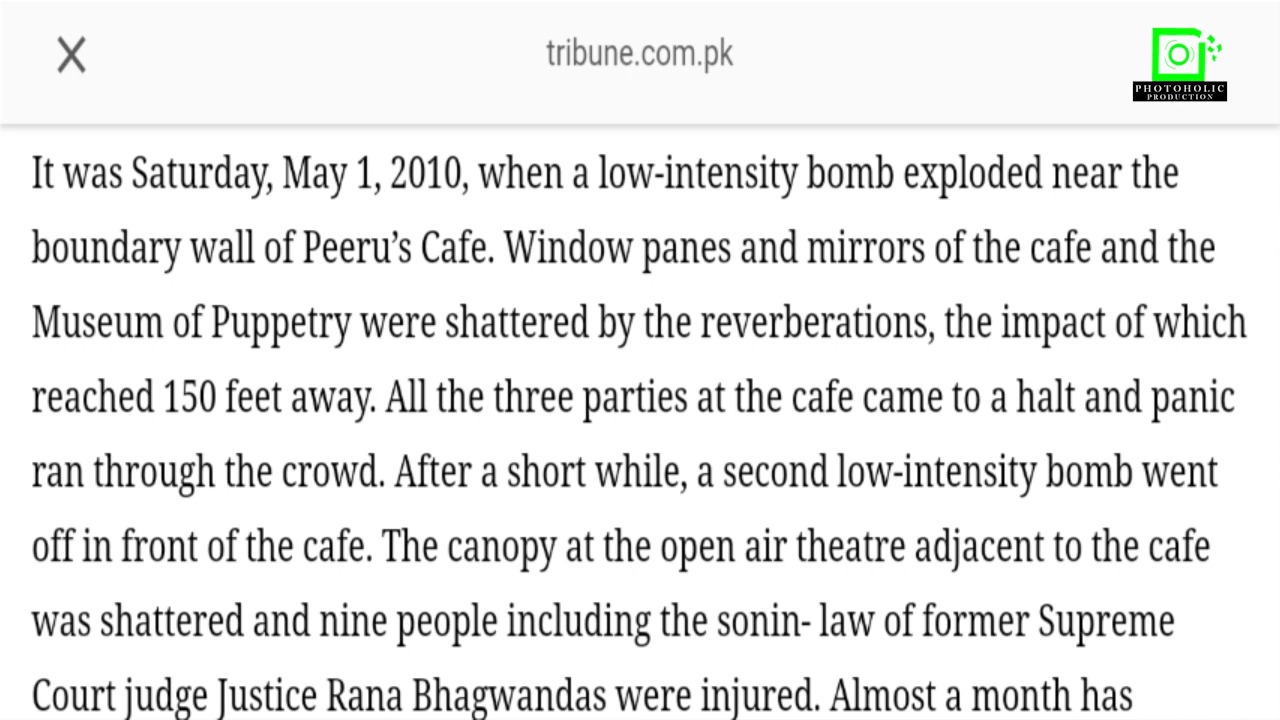 tribune.com.pk
PHOTOHOLIC
PRODUCTION
It was Saturday, May 1, 2010, when a low-intensity bomb exploded near the
boundary wall of Peeru’s Cafe. Window panes and mirrors of the cafe and the
Museum of Puppetry were shattered by the reverberations, the impact of which
reached 150 feet away. All the three parties at the cafe came to a halt and panic
ran through the crowd. After a short while, a second low-intensity bomb went
off in front of the cafe. The canopy at the open air theatre adjacent to the cafe
was shattered and nine people including the sonin- law of former Supreme
Court judge Justice Rana Bhagwandas were injured. Almost a month has